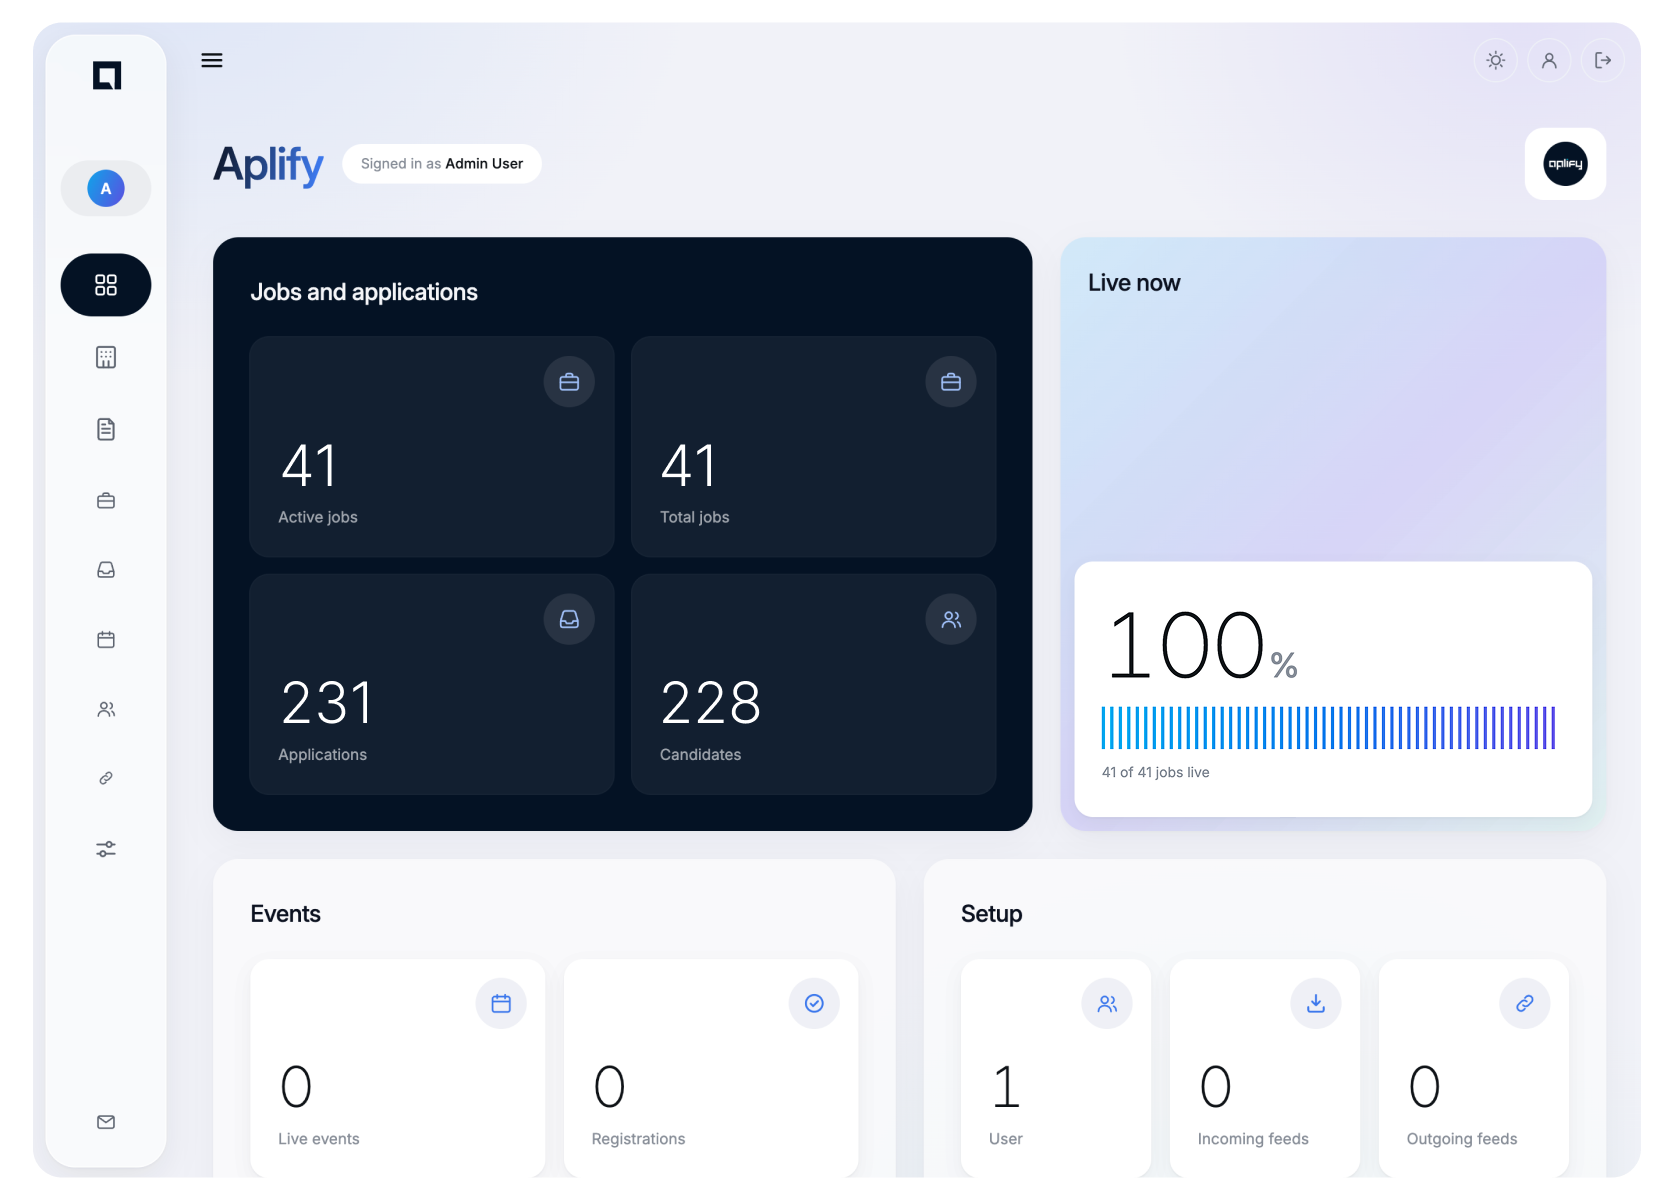 A
Aplify
Signed in as Admin User
aplify
Jobs and applications
41
Active jobs
41
Total jobs
231
Applications
228
Candidates
Live now
100%
41 of 41 jobs live
Events
0
Live events
0
Registrations
Setup
1
User
0
Incoming feeds
0
Outgoing feeds